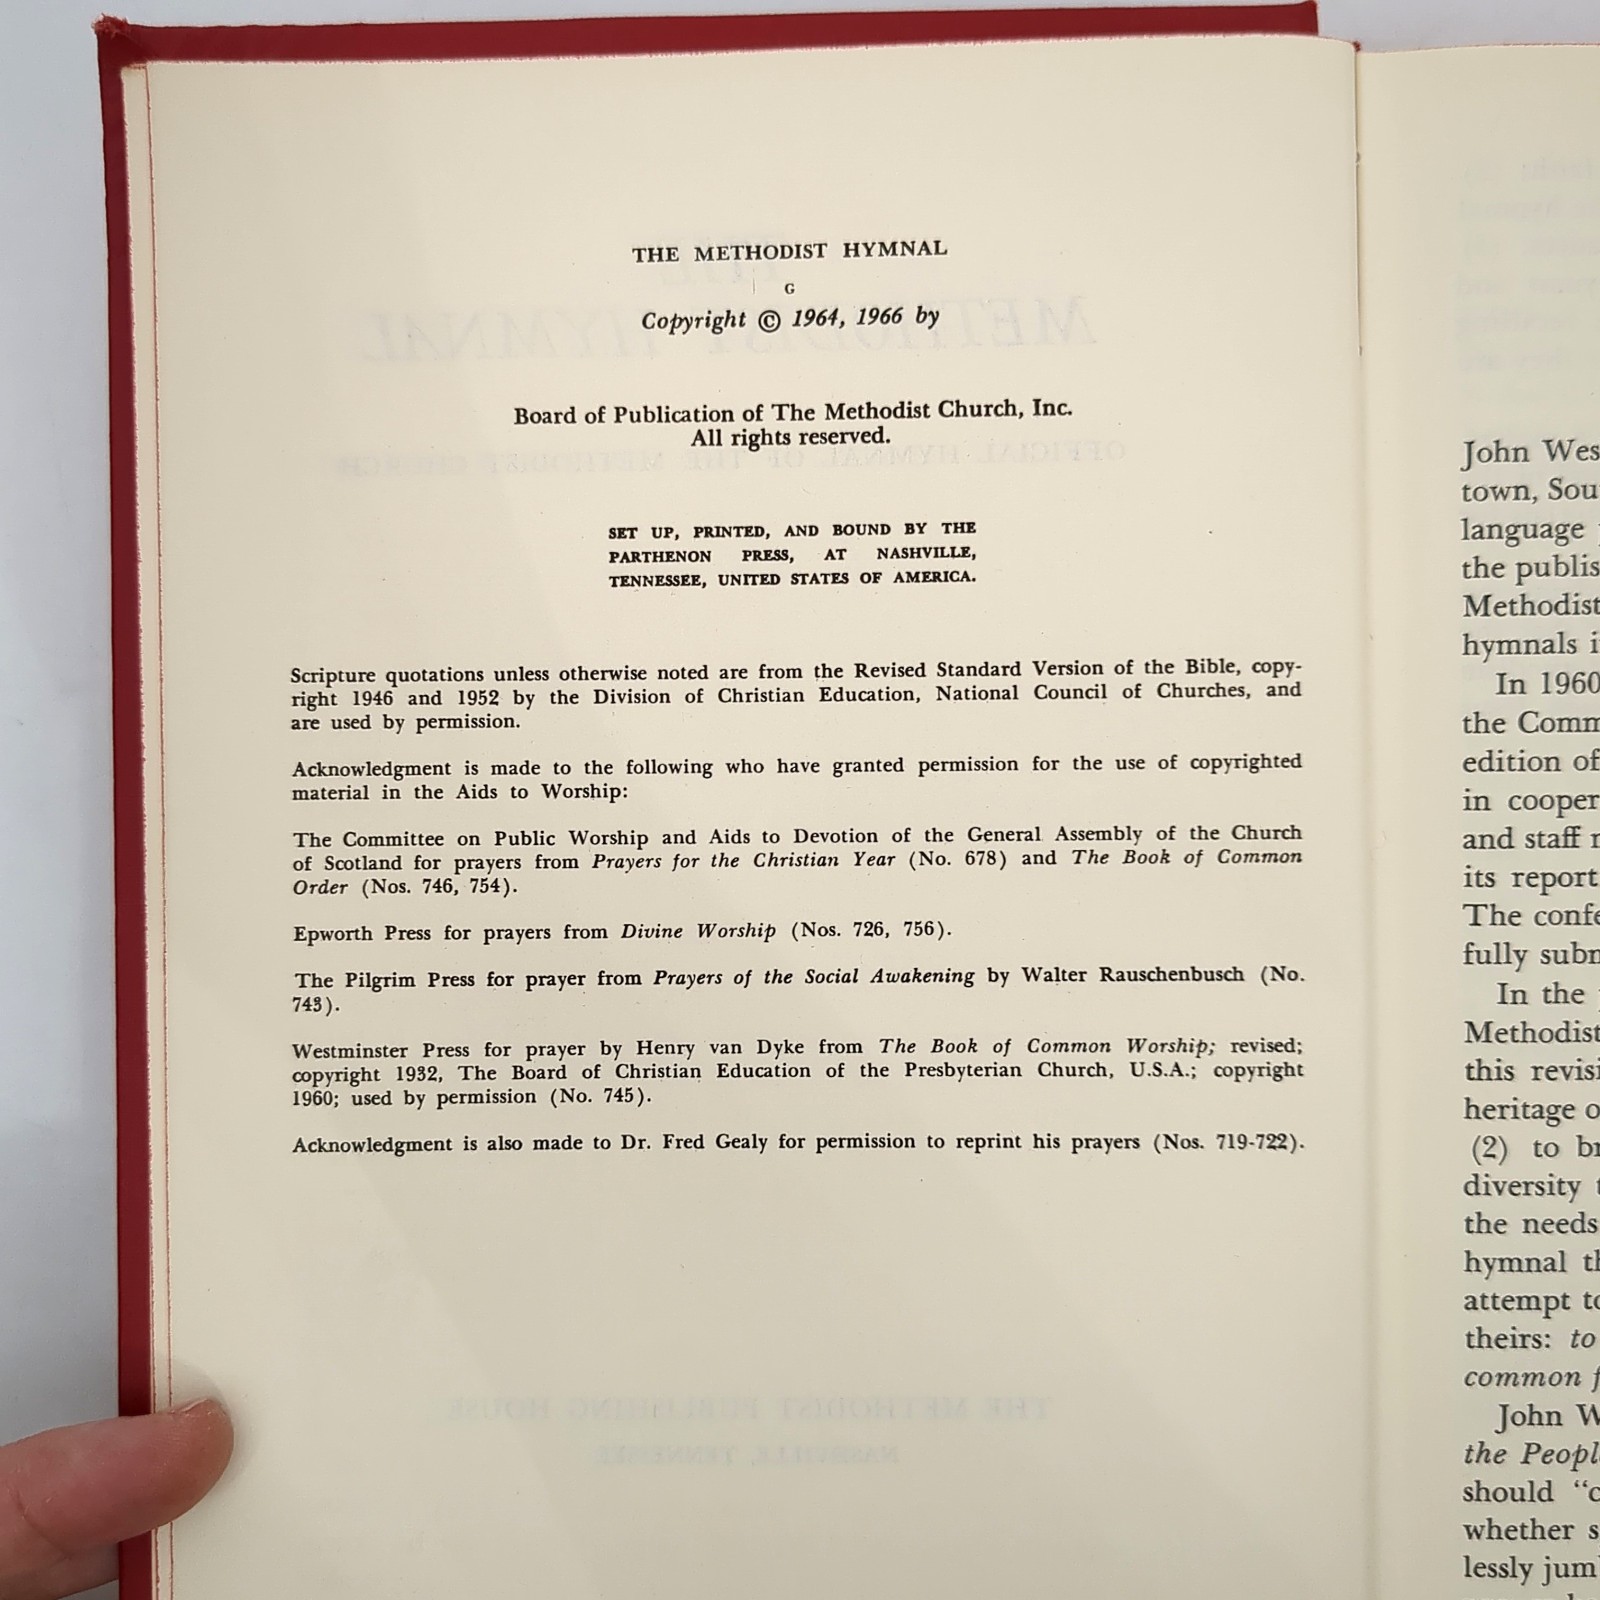 THE METHODIST HYMNAL
G
Copyright © 1964, 1966 by
Board of Publication of The Methodist Church, Inc.
All rights reserved.
SET UP, PRINTED, AND BOUND BY THE
PARTHENON PRESS, AT NASHVILLE,
TENNESSEE, UNITED STATES OF AMERICA.
Scripture quotations unless otherwise noted are from the Revised Standard Version of the Bible, copy-
right 1946 and 1952 by the Division of Christian Education, National Council of Churches, and
are used by permission.
Acknowledgment is made to the following who have granted permission for the use of copyrighted
material in the Aids to Worship:
The Committee on Public Worship and Aids to Devotion of the General Assembly of the Church
of Scotland for prayers from Prayers for the Christian Year (No. 678) and The Book of Common
Order (Nos. 746, 754).
Epworth Press for prayers from Divine Worship (Nos. 726, 756).
The Pilgrim Press for prayer from Prayers of the Social Awakening by Walter Rauschenbusch (No.
743).
Westminster Press for prayer by Henry van Dyke from The Book of Common Worship; revised;
copyright 1932, The Board of Christian Education of the Presbyterian Church, U.S.A.; copyright
1960; used by permission (No. 745).
Acknowledgment is also made to Dr. Fred Gealy for permission to reprint his prayers (Nos. 719-722).
John Wes
town, Sou
language
the publis
Methodist
hymnals i
In 1960
the Comm
edition of
in cooper
and staff
its report
The confe
fully subm
In the
Methodist
this revisi
heritage o
(2) to br
diversity t
the needs
hymnal th
attempt to
theirs: to
common f
John W
the Peopl
should “c
whether s
lessly jum